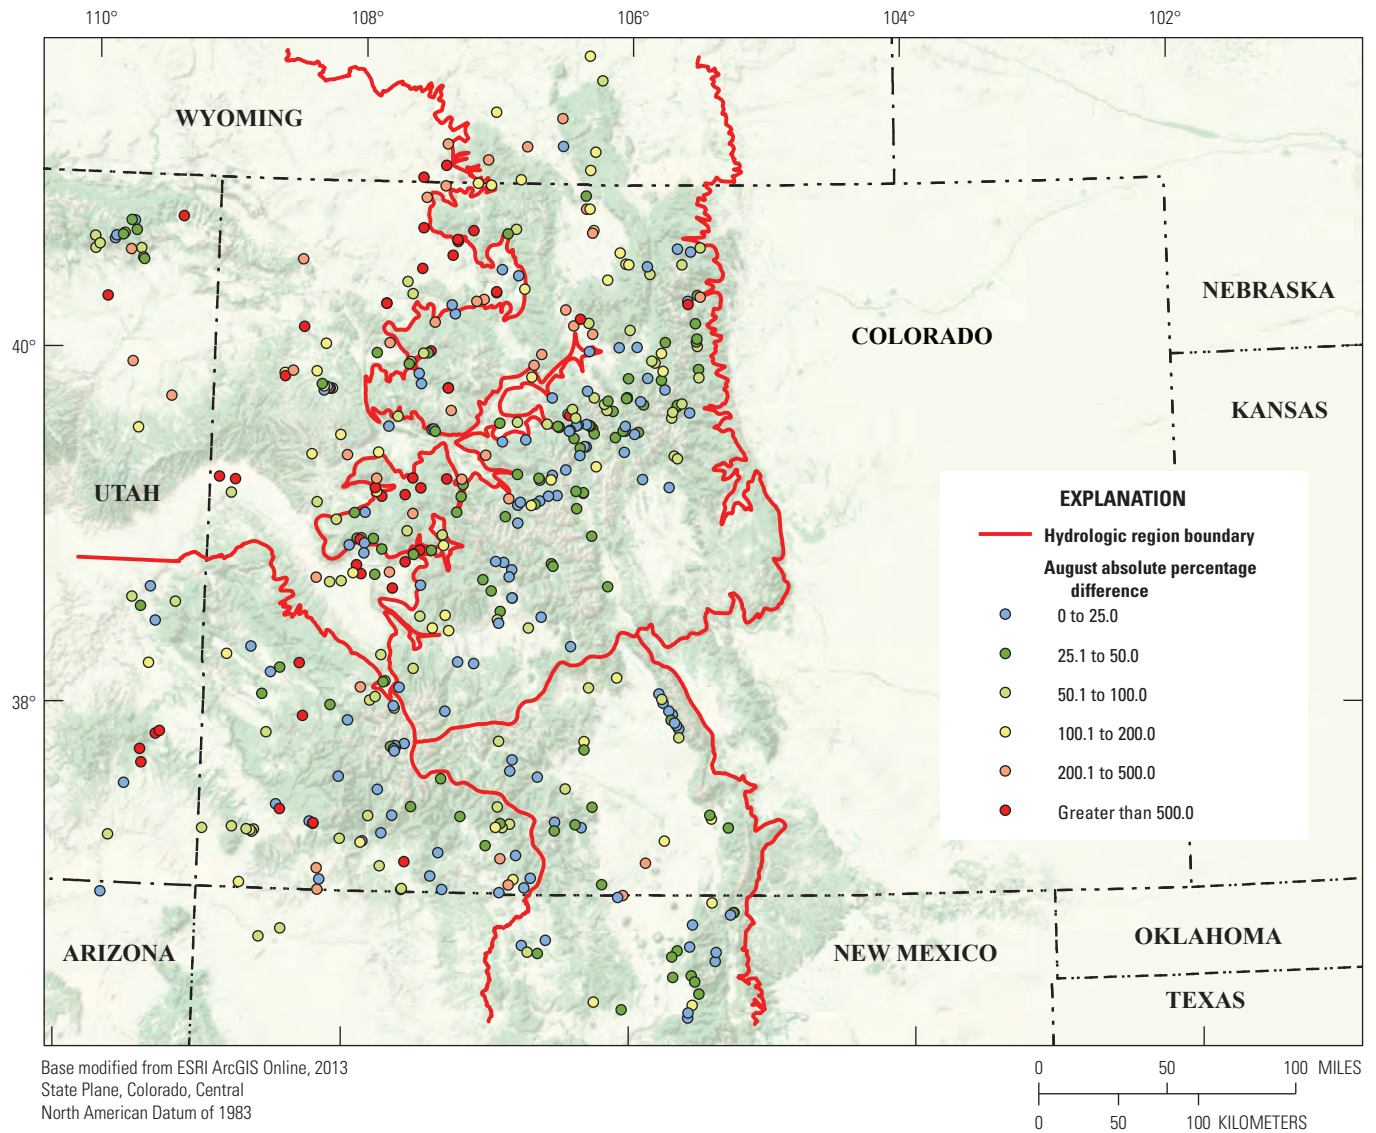 110° 108° 106° 104° 102°
WYOMING
NEBRASKA
40°
COLORADO
KANSAS
UTAH
EXPLANATION
Hydrologic region boundary
August absolute percentage
difference
0 to 25.0
25.1 to 50.0
50.1 to 100.0
100.1 to 200.0
200.1 to 500.0
Greater than 500.0
38°
ARIZONA
NEW MEXICO
OKLAHOMA
TEXAS
Base modified from ESRI ArcGIS Online, 2013
State Plane, Colorado, Central
North American Datum of 1983
0 50 100 MILES
0 50 100 KILOMETERS